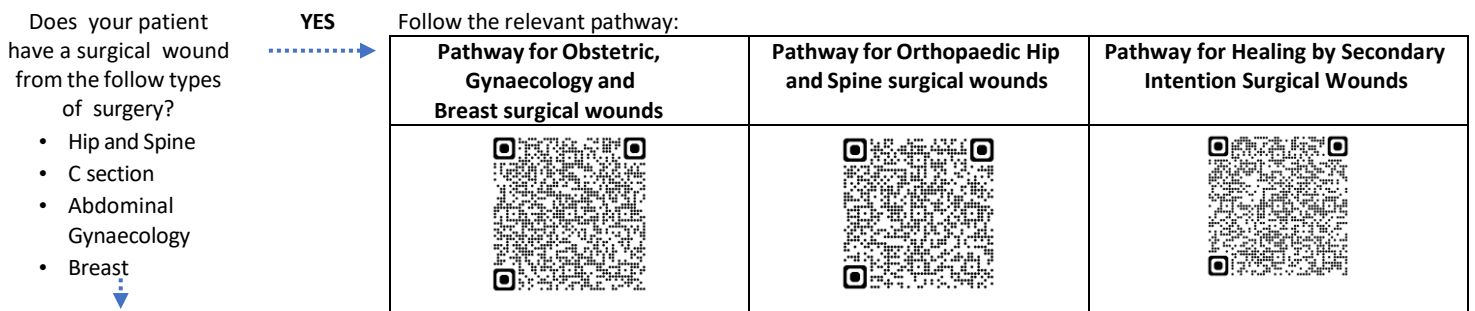 Does your patient
have a surgical wound
from the follow types
of surgery?
• Hip and Spine
• C section
• Abdominal
Gynaecology
• Breast
YES
Follow the relevant pathway:
Pathway for Obstetric,
Gynaecology and
Breast surgical wounds
Pathway for Orthopaedic Hip
and Spine surgical wounds
Pathway for Healing by Secondary
Intention Surgical Wounds